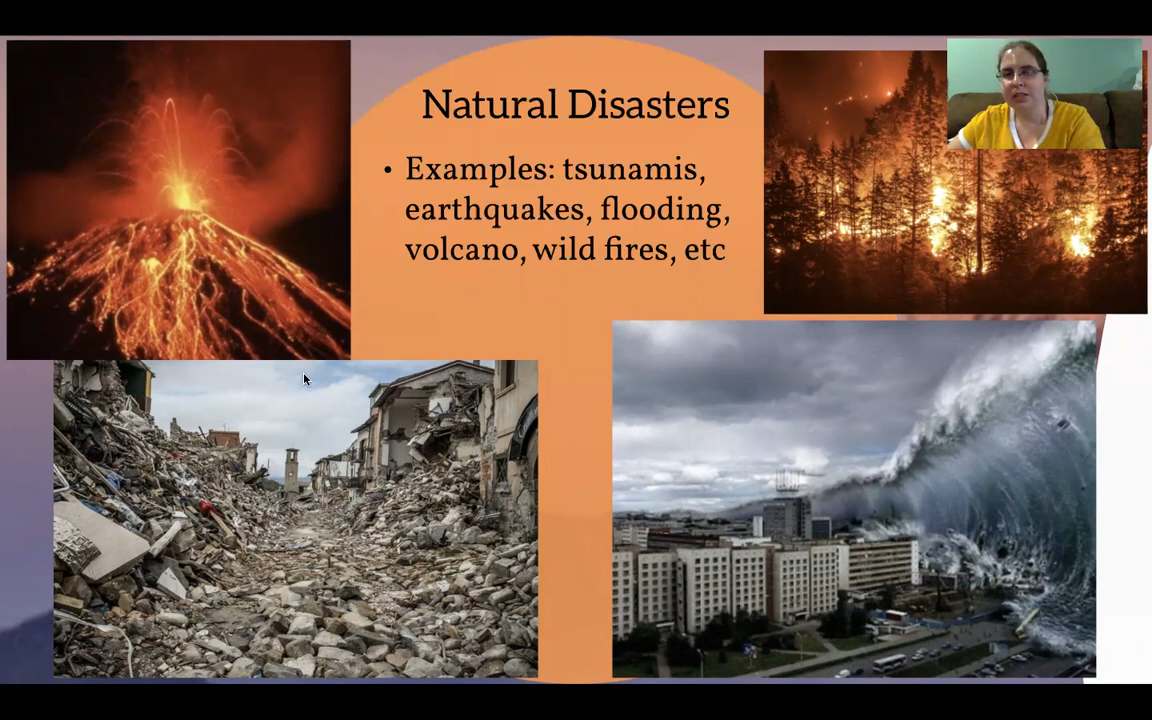 Natural Disasters
• Examples: tsunamis,
earthquakes, flooding,
volcano, wild fires, etc